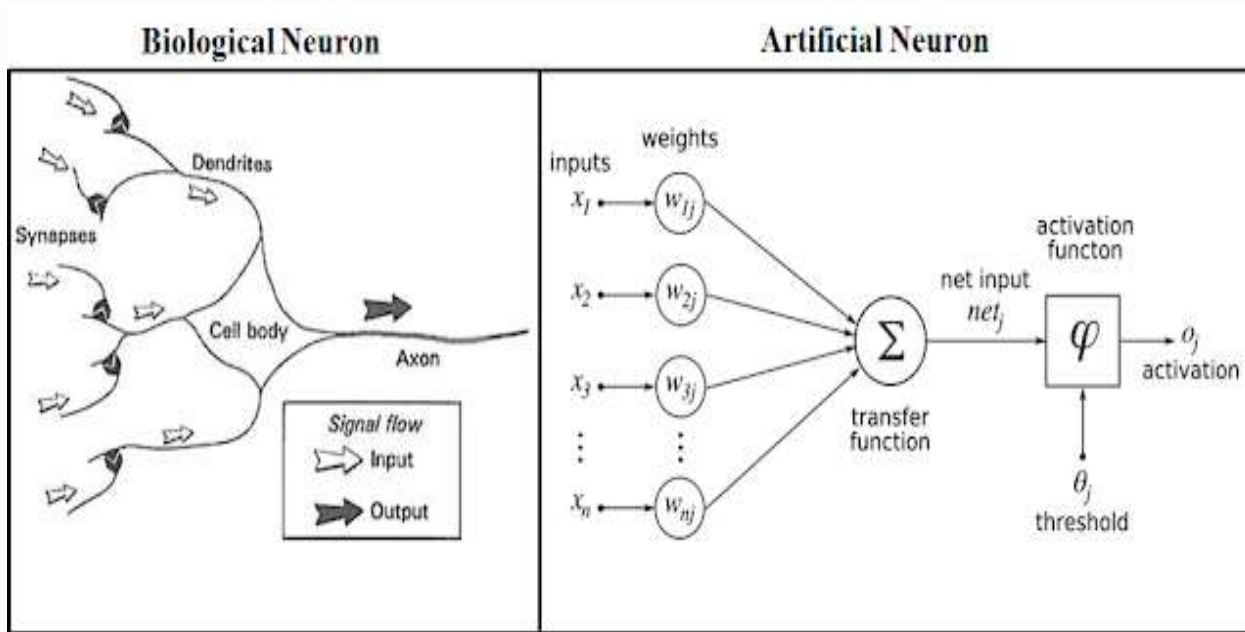 Biological Neuron
Artificial Neuron
Dendrites
Synapses
Cell body
Axon
Signal flow
Input
Output
weights
inputs
x₁
w₁ⱼ
x₂
w₂ⱼ
x₃
w₃ⱼ
⋮
⋮
xₙ
wₙⱼ
Σ
transfer
function
net input
netⱼ
activation
functon
φ
oⱼ
activation
θⱼ
threshold